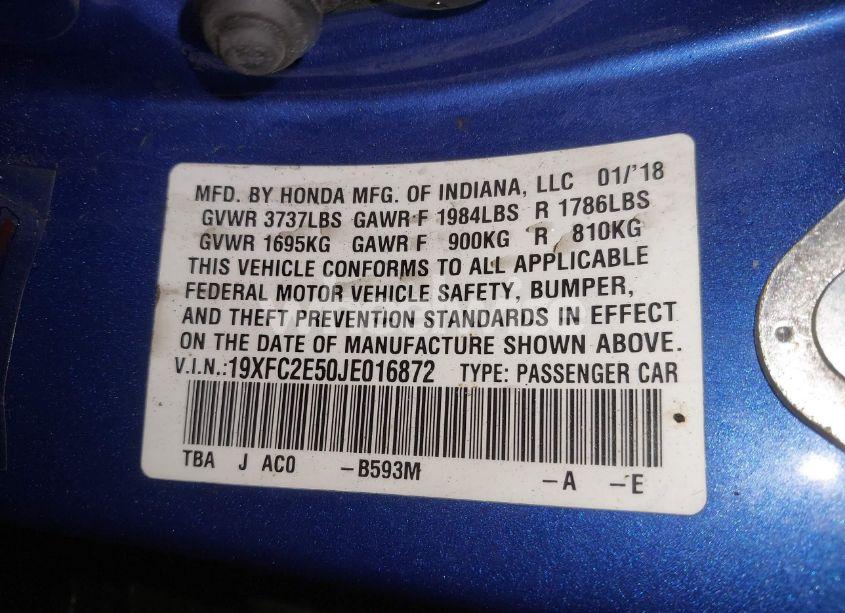 MFD. BY HONDA MFG. OF INDIANA, LLC 01/'18
GVWR 3737LBS GAWR F 1984LBS R 1786LBS
GVWR 1695KG GAWR F 900KG R 810KG
THIS VEHICLE CONFORMS TO ALL APPLICABLE
FEDERAL MOTOR VEHICLE SAFETY, BUMPER,
AND THEFT PREVENTION STANDARDS IN EFFECT
ON THE DATE OF MANUFACTURE SHOWN ABOVE.
V.I.N.:19XFC2E50JE016872 TYPE: PASSENGER CAR
TBA J AC0 -B593M -A -E